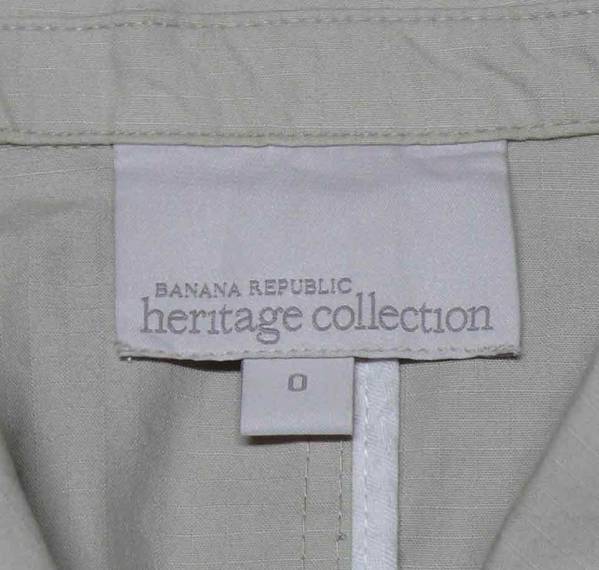 BANANA REPUBLIC
heritage collection
0